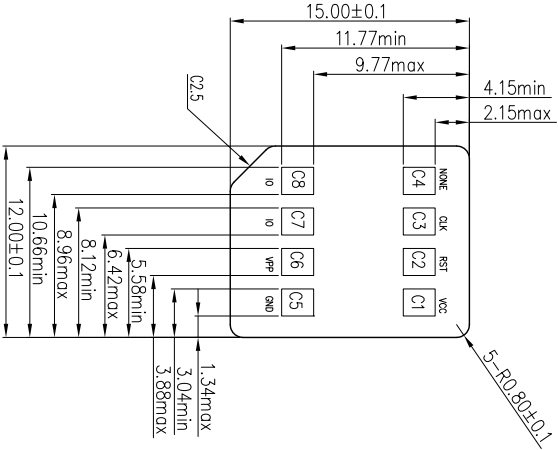 15.00±0.1
11.77min
9.77max
4.15min
2.15max
C2.5
C8
IO
C4
NONE
C7
IO
C3
CLK
C6
VPP
C2
RST
C5
GND
C1
VCC
12.00±0.1
10.66min
8.96max
8.12min
6.42max
5.58min
3.88max
3.04min
1.34max
5-R0.80±0.1